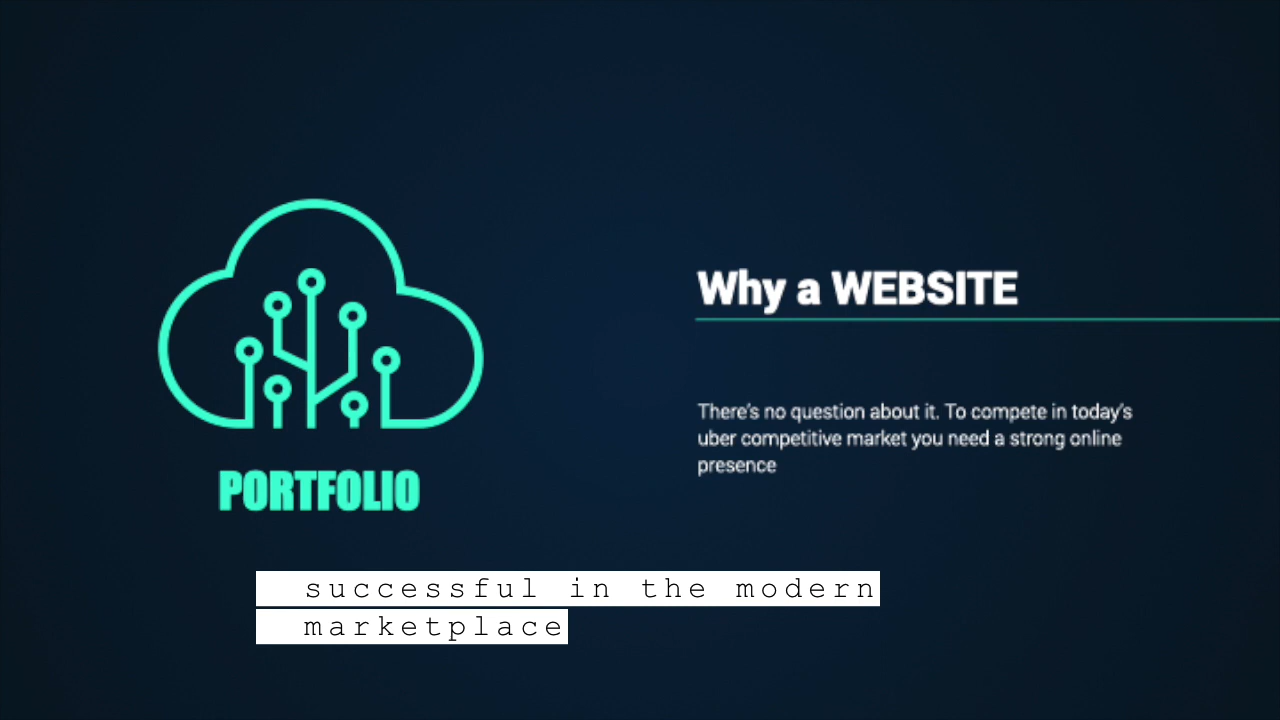 PORTFOLIO
Why a WEBSITE
There's no question about it. To compete in today's
uber competitive market you need a strong online
presence
successful in the modern
marketplace